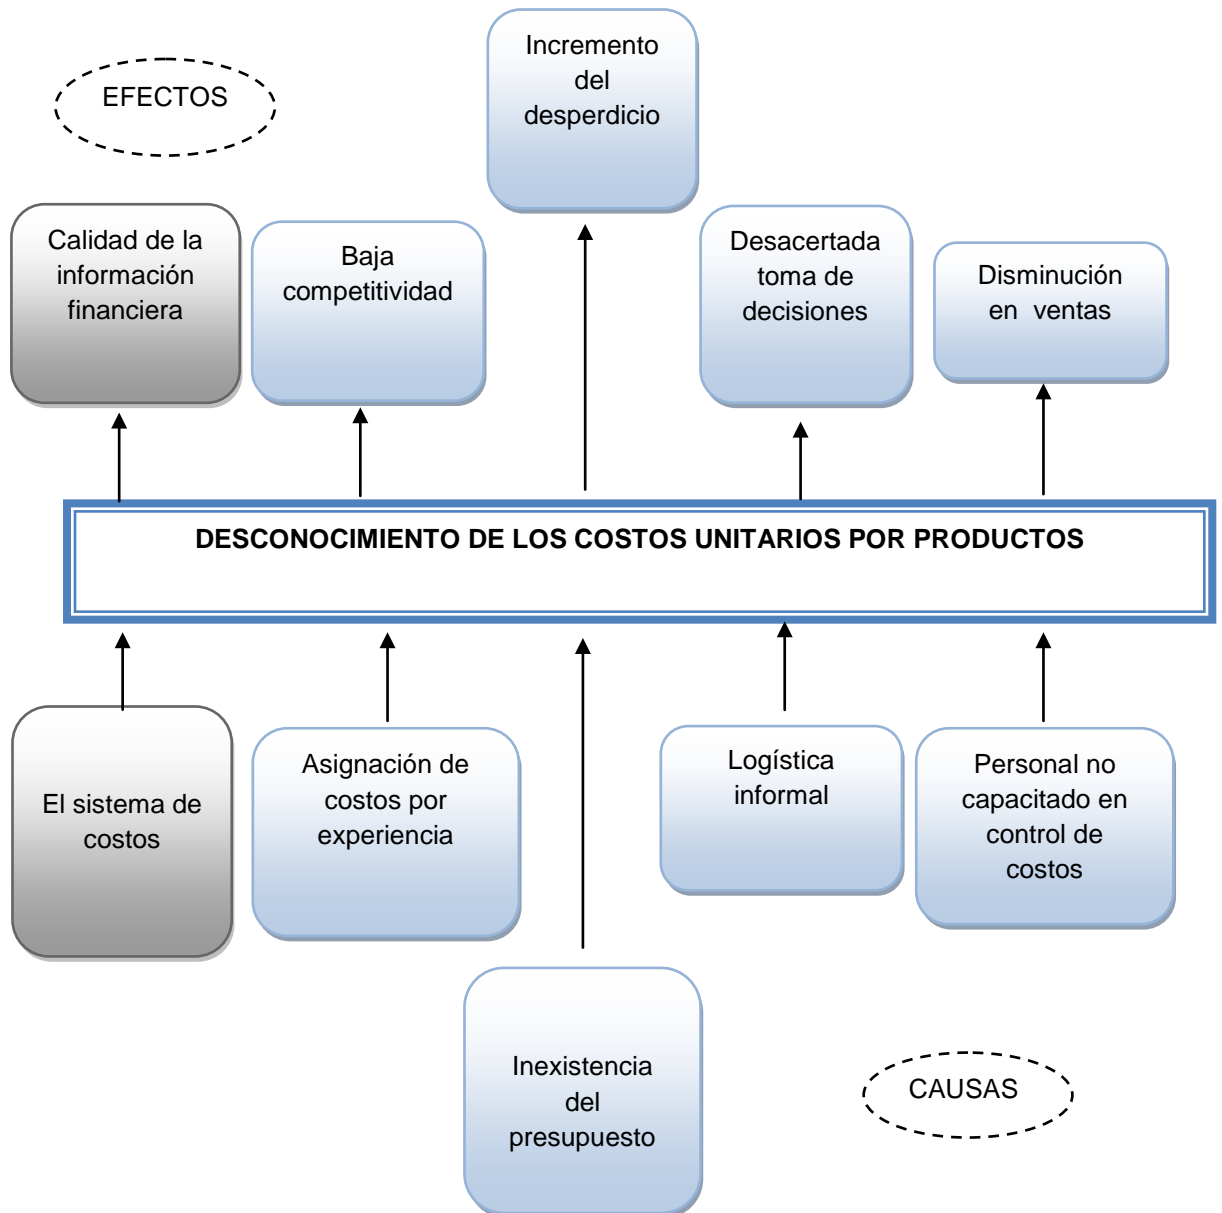 Incremento
del
desperdicio
EFECTOS
Calidad de la
información
financiera
Baja
competitividad
Desacertada
toma de
decisiones
Disminución
en ventas
DESCONOCIMIENTO DE LOS COSTOS UNITARIOS POR PRODUCTOS
El sistema de
costos
Asignación de
costos por
experiencia
Logística
informal
Personal no
capacitado en
control de
costos
Inexistencia
del
presupuesto
CAUSAS